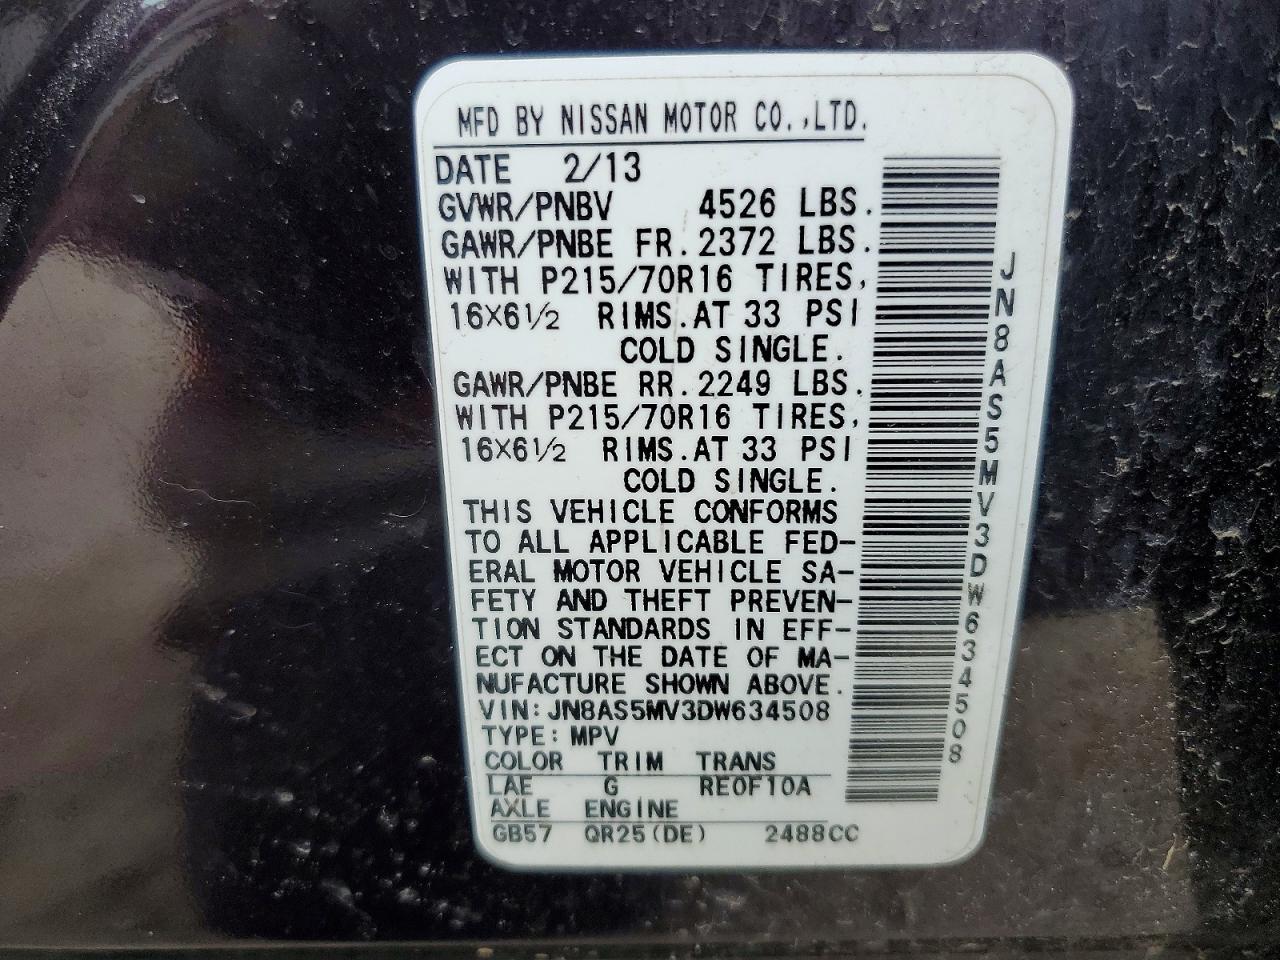 MFD BY NISSAN MOTOR CO.,LTD.
DATE 2/13
GVWR/PNBV 4526 LBS.
GAWR/PNBE FR.2372 LBS.
WITH P215/70R16 TIRES,
16X6½ RIMS.AT 33 PSI
COLD SINGLE.
GAWR/PNBE RR.2249 LBS.
WITH P215/70R16 TIRES,
16X6½ RIMS.AT 33 PSI
COLD SINGLE.
THIS VEHICLE CONFORMS
TO ALL APPLICABLE FED-
ERAL MOTOR VEHICLE SA-
FETY AND THEFT PREVEN-
TION STANDARDS IN EFF-
ECT ON THE DATE OF MA-
NUFACTURE SHOWN ABOVE.
VIN:JN8AS5MV3DW634508
TYPE:MPV
COLOR TRIM TRANS
LAE G RE0F10A
AXLE ENGINE
GB57 QR25(DE) 2488CC
JN8AS5MV3DW634508